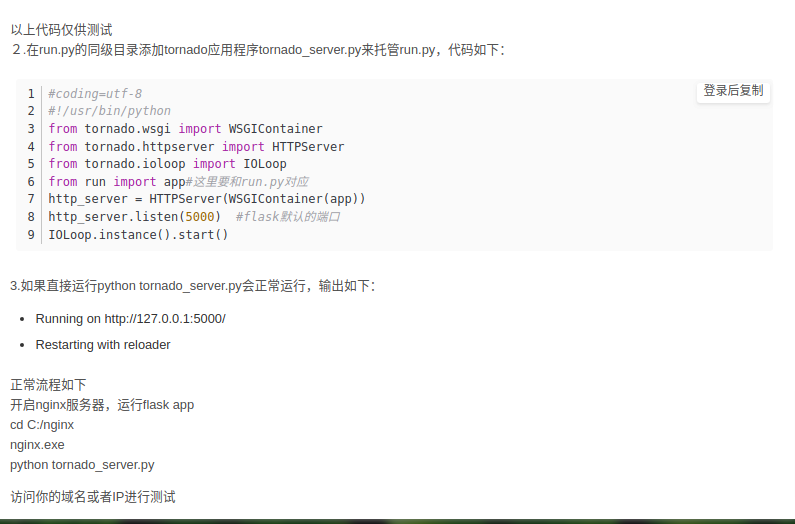 以上代码仅供测试
２.在run.py的同级目录添加tornado应用程序tornado_server.py来托管run.py，代码如下：
登录后复制
1 #coding=utf-8
2 #!/usr/bin/python
3 from tornado.wsgi import WSGIContainer
4 from tornado.httpserver import HTTPServer
5 from tornado.ioloop import IOLoop
6 from run import app#这里要和run.py对应
7 http_server = HTTPServer(WSGIContainer(app))
8 http_server.listen(5000)  #flask默认的端口
9 IOLoop.instance().start()
3.如果直接运行python tornado_server.py会正常运行，输出如下：
• Running on http://127.0.0.1:5000/
• Restarting with reloader
正常流程如下
开启nginx服务器，运行flask app
cd C:/nginx
nginx.exe
python tornado_server.py
访问你的域名或者IP进行测试